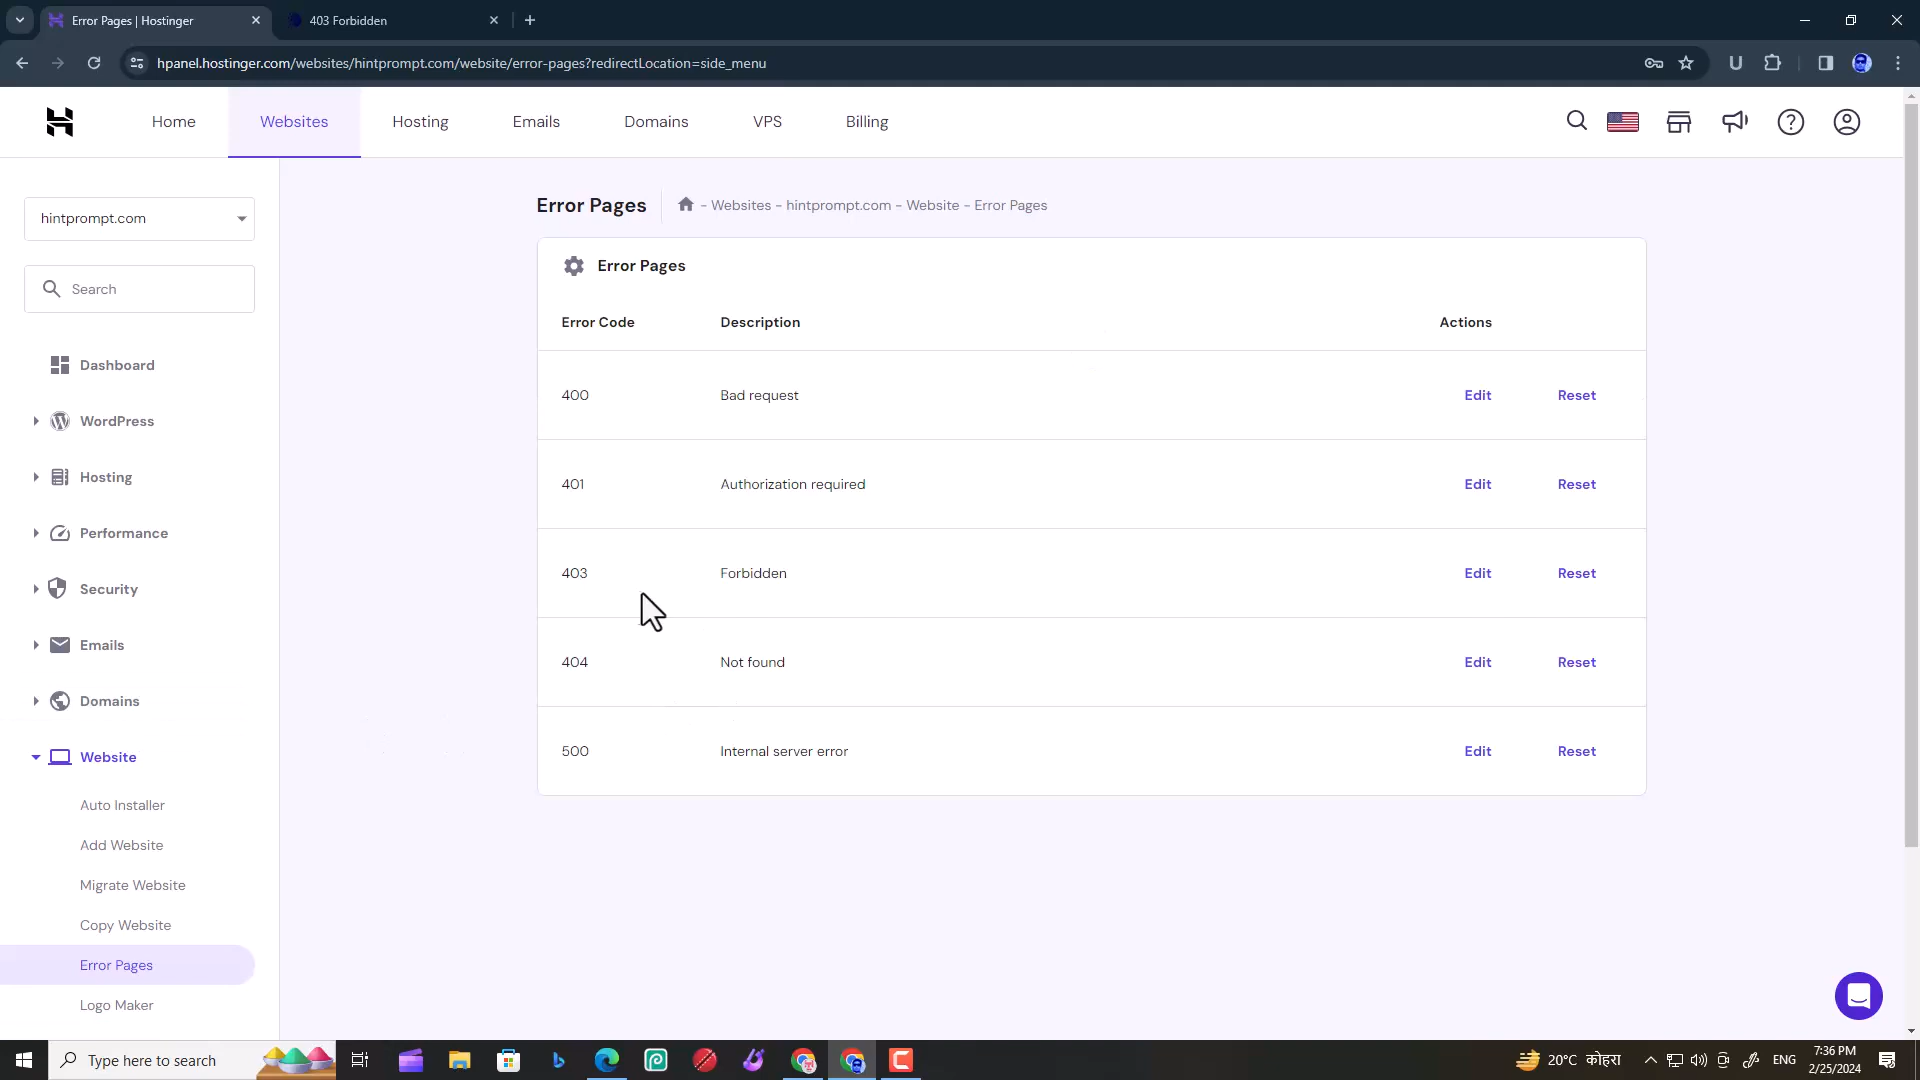 Error Pages | Hostinger
403 Forbidden
hpanel.hostinger.com/websites/hintprompt.com/website/error-pages?redirectLocation=side_menu
Home
Websites
Hosting
Emails
Domains
VPS
Billing
hintprompt.com
Search
Dashboard
WordPress
Hosting
Performance
Security
Emails
Domains
Website
Auto Installer
Add Website
Migrate Website
Copy Website
Error Pages
Logo Maker
Error Pages
- Websites - hintprompt.com - Website - Error Pages
Error Pages
Error Code Description Actions
400 Bad request Edit Reset
401 Authorization required Edit Reset
403 Forbidden Edit Reset
404 Not found Edit Reset
500 Internal server error Edit Reset
Type here to search
20°C कोहरा
ENG
7:36 PM
2/25/2024